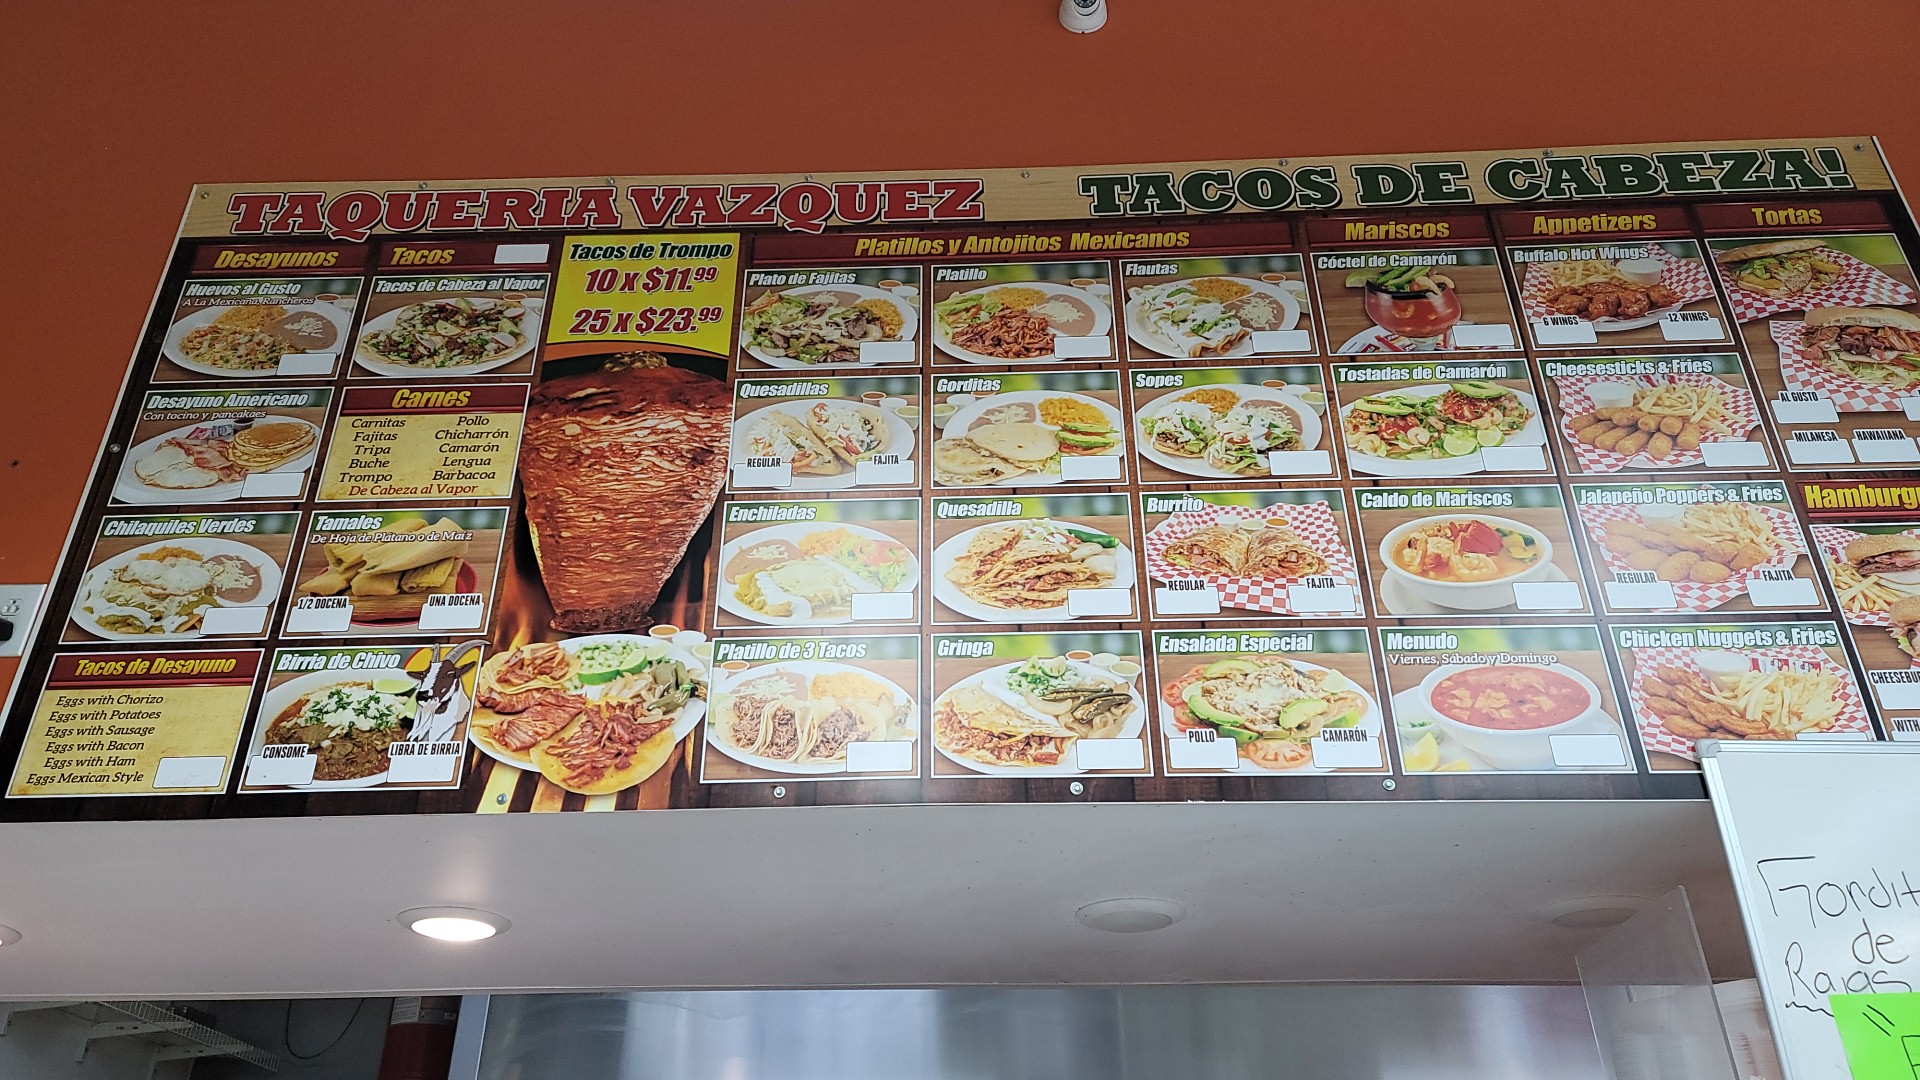 TAQUERIA VAZQUEZ TACOS DE CABEZA!
Desayunos
Huevos al Gusto
A La Mexicana, Rancheros
Desayuno Americano
Con tocino y pancakaes
Chilaquiles Verdes
Tacos de Desayuno
Eggs with Chorizo
Eggs with Potatoes
Eggs with Sausage
Eggs with Bacon
Eggs with Ham
Eggs Mexican Style
Tacos
Tacos de Cabeza al Vapor
Carnes
Carnitas Pollo
Fajitas Chicharrón
Tripa Camarón
Buche Lengua
Trompo Barbacoa
De Cabeza al Vapor
Tamales
De Hoja de Platano o de Maiz
1/2 DOCENA UNA DOCENA
Birria de Chivo
CONSOME LIBRA DE BIRRIA
Tacos de Trompo
10 x $11.99
25 x $23.99
Platillos y Antojitos Mexicanos
Plato de Fajitas
Platillo
Flautas
Quesadillas
REGULAR FAJITA
Gorditas
Sopes
Enchiladas
Quesadilla
Burrito
REGULAR FAJITA
Platillo de 3 Tacos
Gringa
Ensalada Especial
POLLO CAMARÓN
Mariscos
Cóctel de Camarón
Tostadas de Camarón
Caldo de Mariscos
Menudo
Viernes, Sábado y Domingo
Appetizers
Buffalo Hot Wings
6 WINGS 12 WINGS
Cheesesticks & Fries
Jalapeño Poppers & Fries
REGULAR FAJITA
Chicken Nuggets & Fries
Tortas
AL GUSTO
MILANESA HAWAIIANA
Hamburg
CHEESEBU
WITH
Gordit
de
Rajas